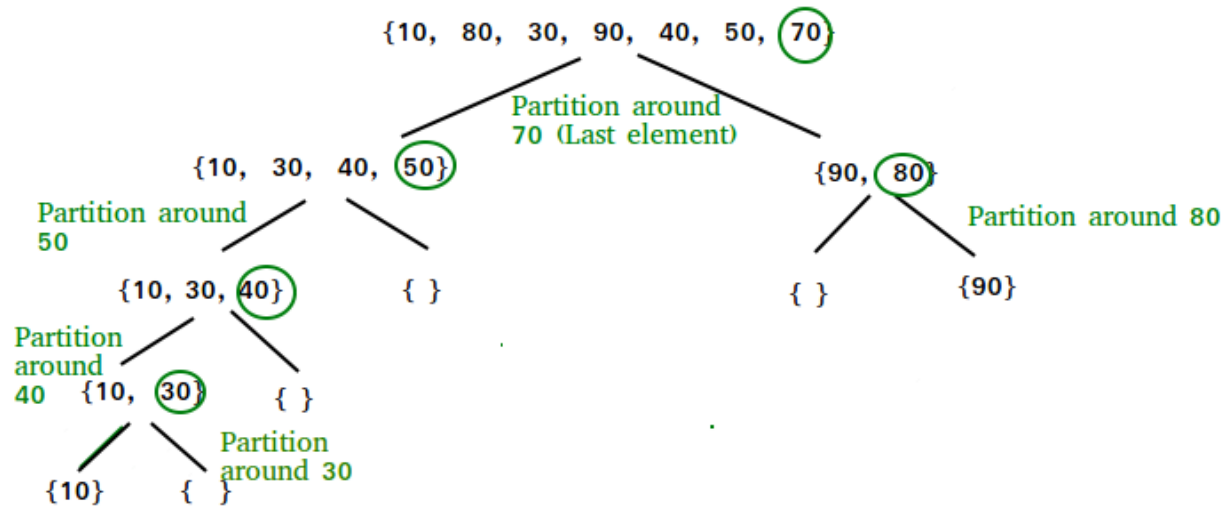 {10, 80, 30, 90, 40, 50, 70}
Partition around
70 (Last element)
{10, 30, 40, 50}
{90, 80}
Partition around
50
Partition around 80
{10, 30, 40}
{ }
{ }
{90}
Partition
around
40
{10, 30}
{ }
Partition
around 30
{10}
{ }